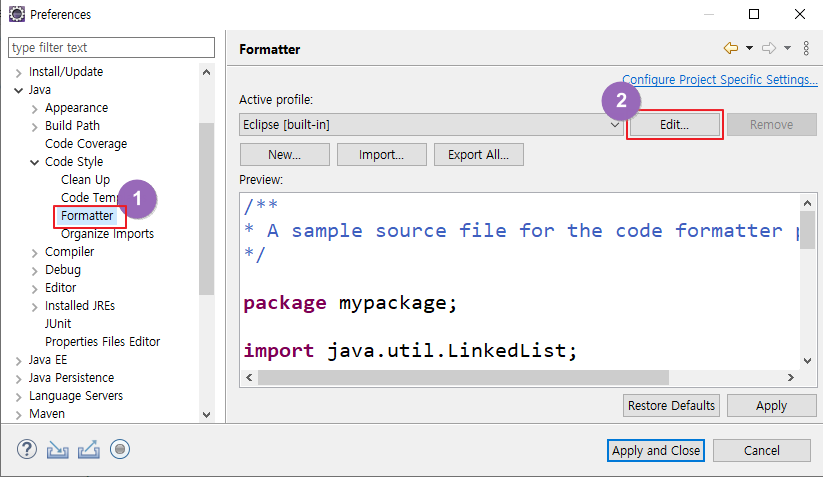 Preferences
type filter text
Install/Update
Java
Appearance
Build Path
Code Coverage
Code Style
Clean Up
Code Temp
1
Formatter
Organize Imports
Compiler
Debug
Editor
Installed JREs
JUnit
Properties Files Editor
Java EE
Java Persistence
Language Servers
Maven
Formatter
Configure Project Specific Settings...
Active profile:
2
Eclipse [built-in]
Edit...
Remove
New...
Import...
Export All...
Preview:
/**
* A sample source file for the code formatter p
*/
package mypackage;
import java.util.LinkedList;
Restore Defaults
Apply
?
Apply and Close
Cancel